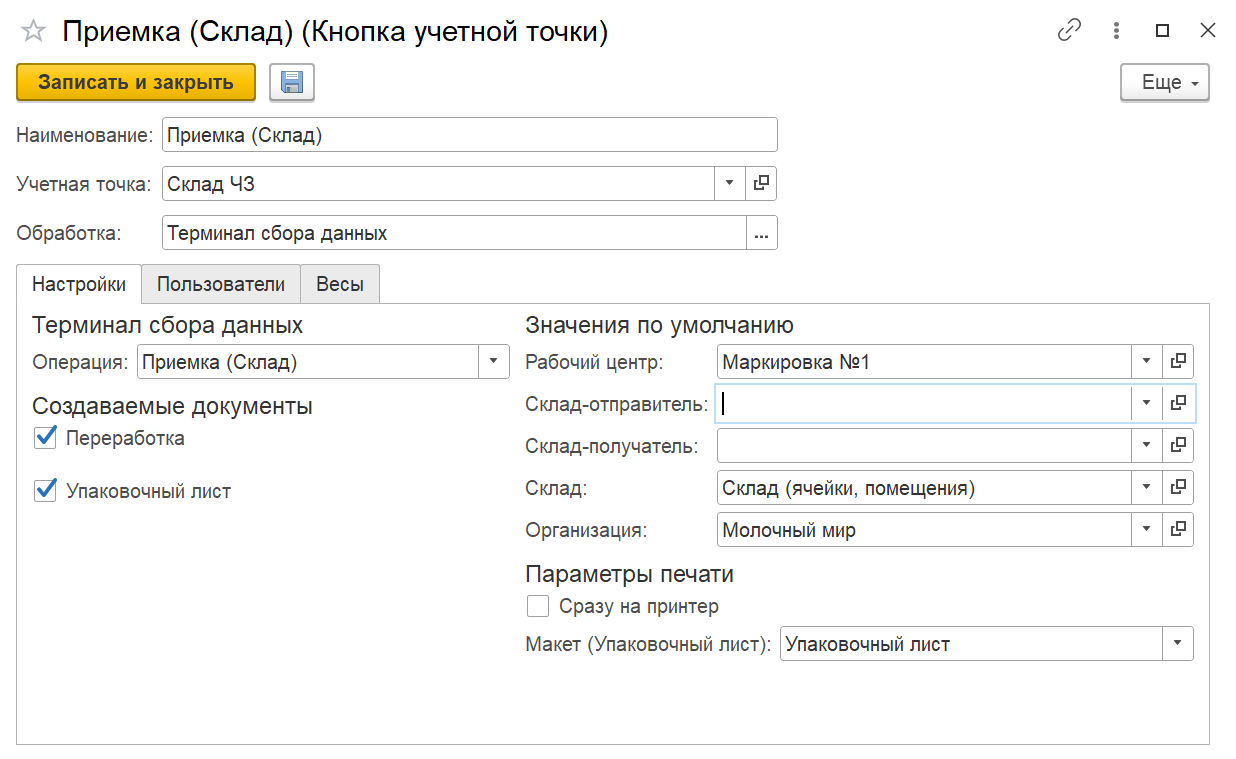 Приемка (Склад) (Кнопка учетной точки)
Записать и закрыть
Еще
Наименование: Приемка (Склад)
Учетная точка: Склад ЧЗ
Обработка: Терминал сбора данных ...
Настройки Пользователи Весы
Терминал сбора данных
Операция: Приемка (Склад)
Создаваемые документы
Переработка
Упаковочный лист
Значения по умолчанию
Рабочий центр: Маркировка №1
Склад-отправитель:
Склад-получатель:
Склад: Склад (ячейки, помещения)
Организация: Молочный мир
Параметры печати
Сразу на принтер
Макет (Упаковочный лист): Упаковочный лист